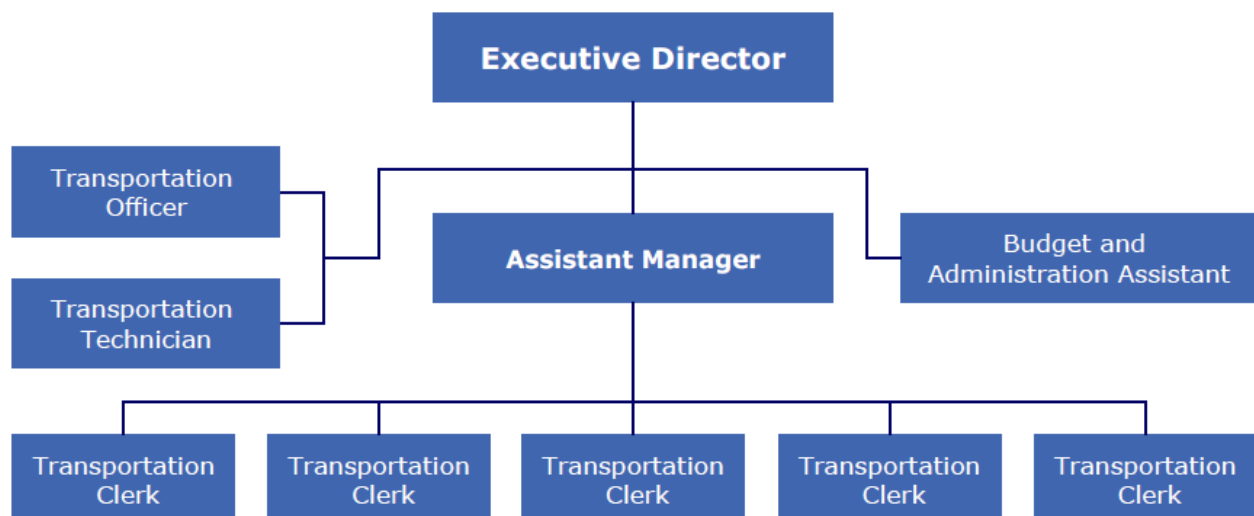 Executive Director
Transportation
Officer
Assistant Manager
Budget and
Administration Assistant
Transportation
Technician
Transportation
Clerk
Transportation
Clerk
Transportation
Clerk
Transportation
Clerk
Transportation
Clerk